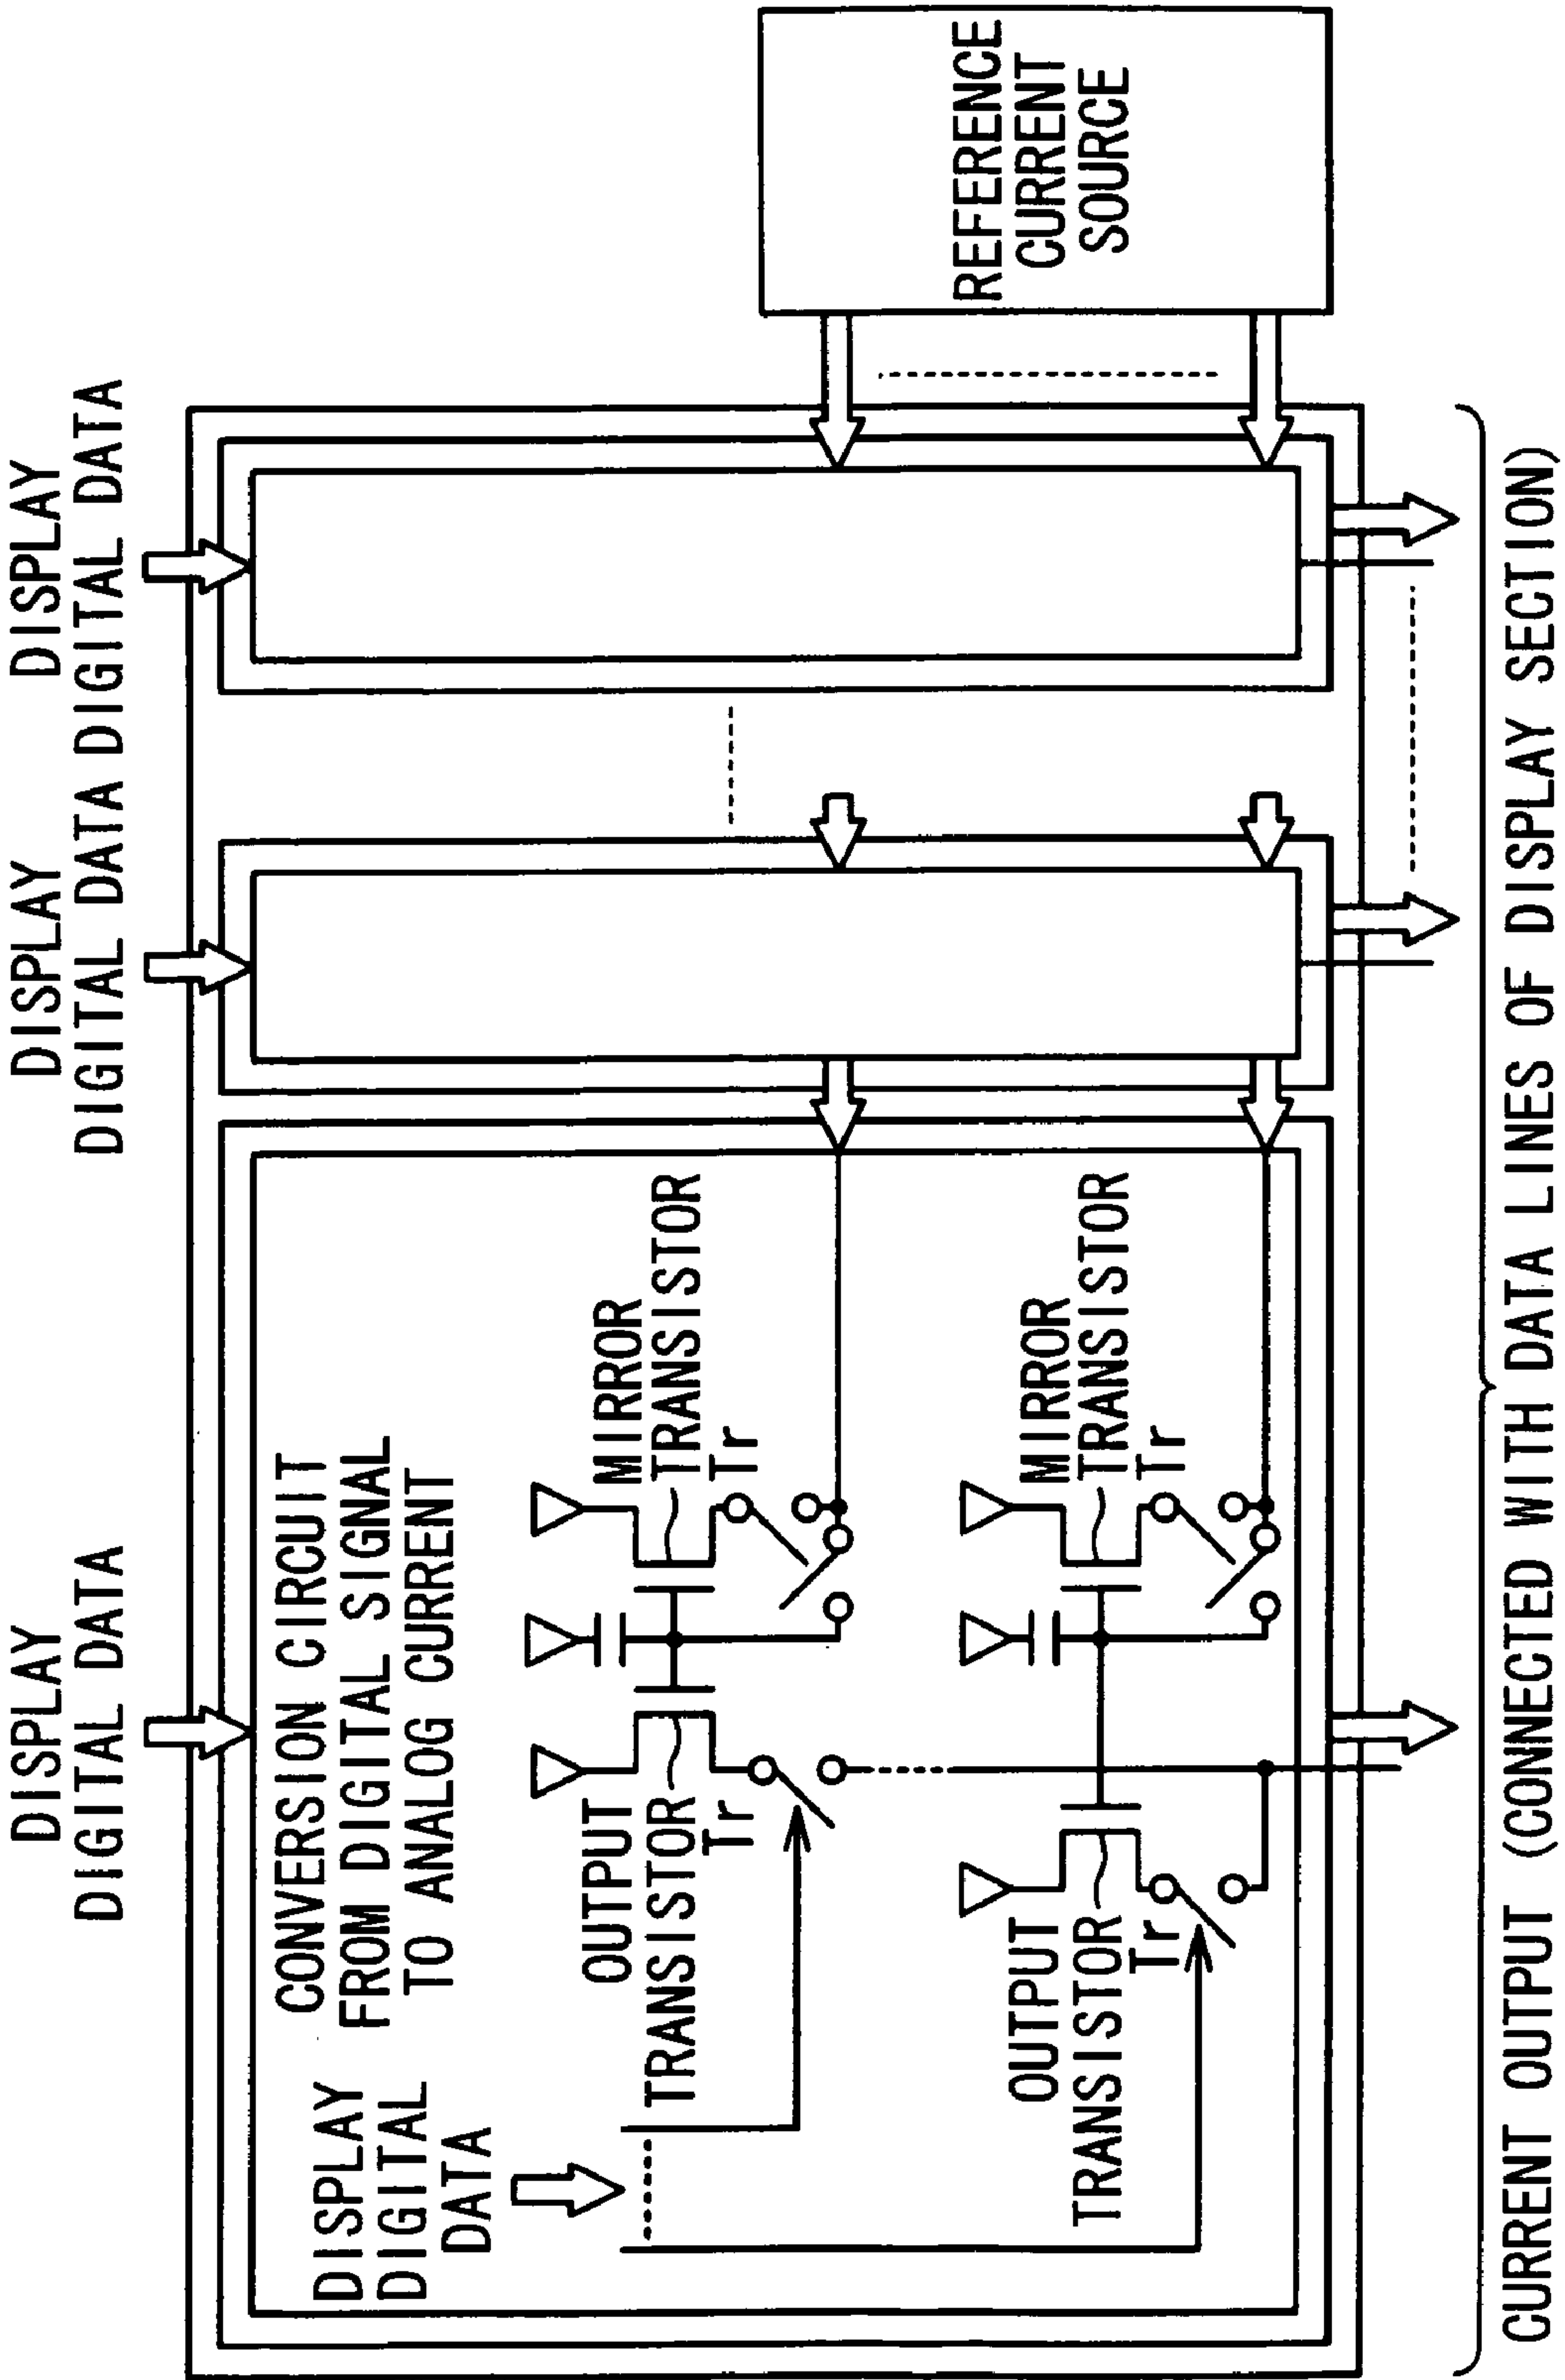 DISPLAY
DIGITAL DATA
DISPLAY
DIGITAL DATA
DISPLAY
DIGITAL DATA
CONVERSION CIRCUIT
FROM DIGITAL SIGNAL
TO ANALOG CURRENT
DISPLAY
DIGITAL
DATA
OUTPUT
TRANSISTOR
Tr
MIRROR
TRANSISTOR
Tr
OUTPUT
TRANSISTOR
Tr
MIRROR
TRANSISTOR
Tr
REFERENCE
CURRENT
SOURCE
CURRENT OUTPUT (CONNECTED WITH DATA LINES OF DISPLAY SECTION)